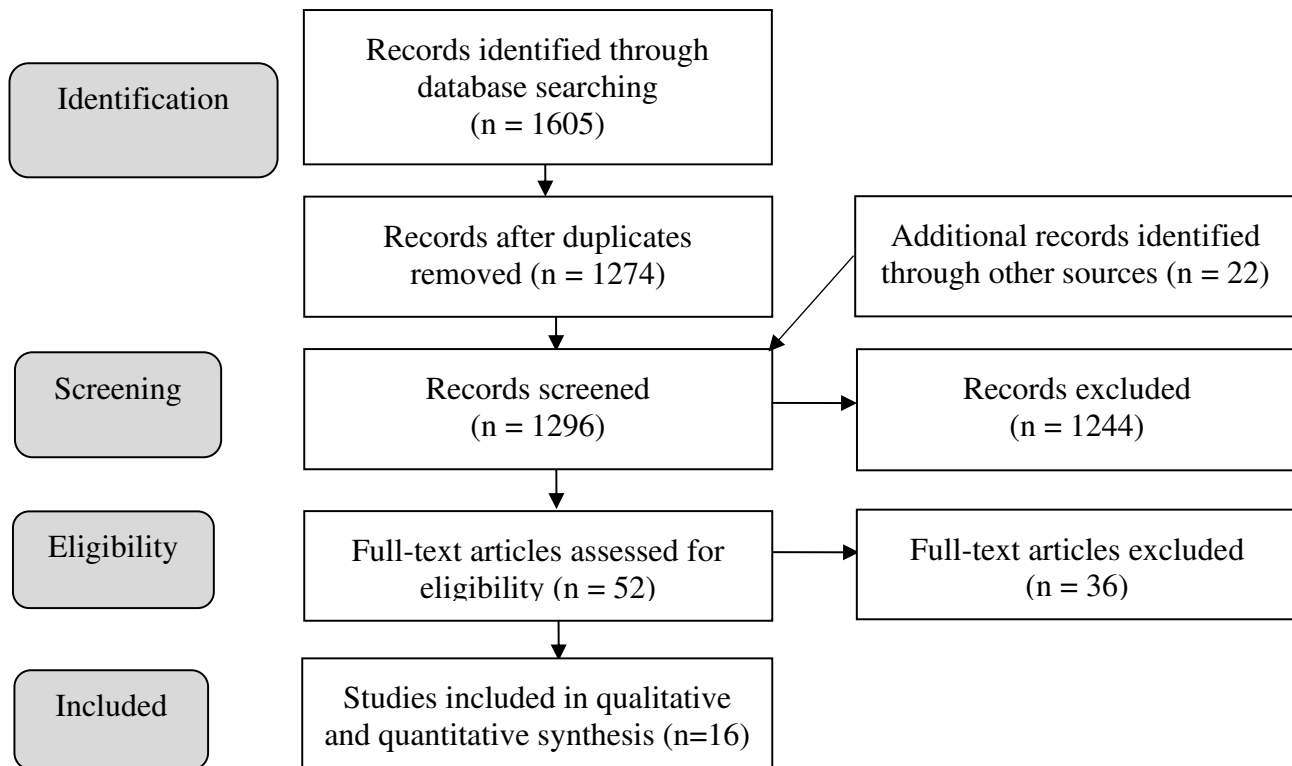 Identification
Records identified through
database searching
(n = 1605)
Records after duplicates
removed (n = 1274)
Additional records identified
through other sources (n = 22)
Screening
Records screened
(n = 1296)
Records excluded
(n = 1244)
Eligibility
Full-text articles assessed for
eligibility (n = 52)
Full-text articles excluded
(n = 36)
Included
Studies included in qualitative
and quantitative synthesis (n=16)